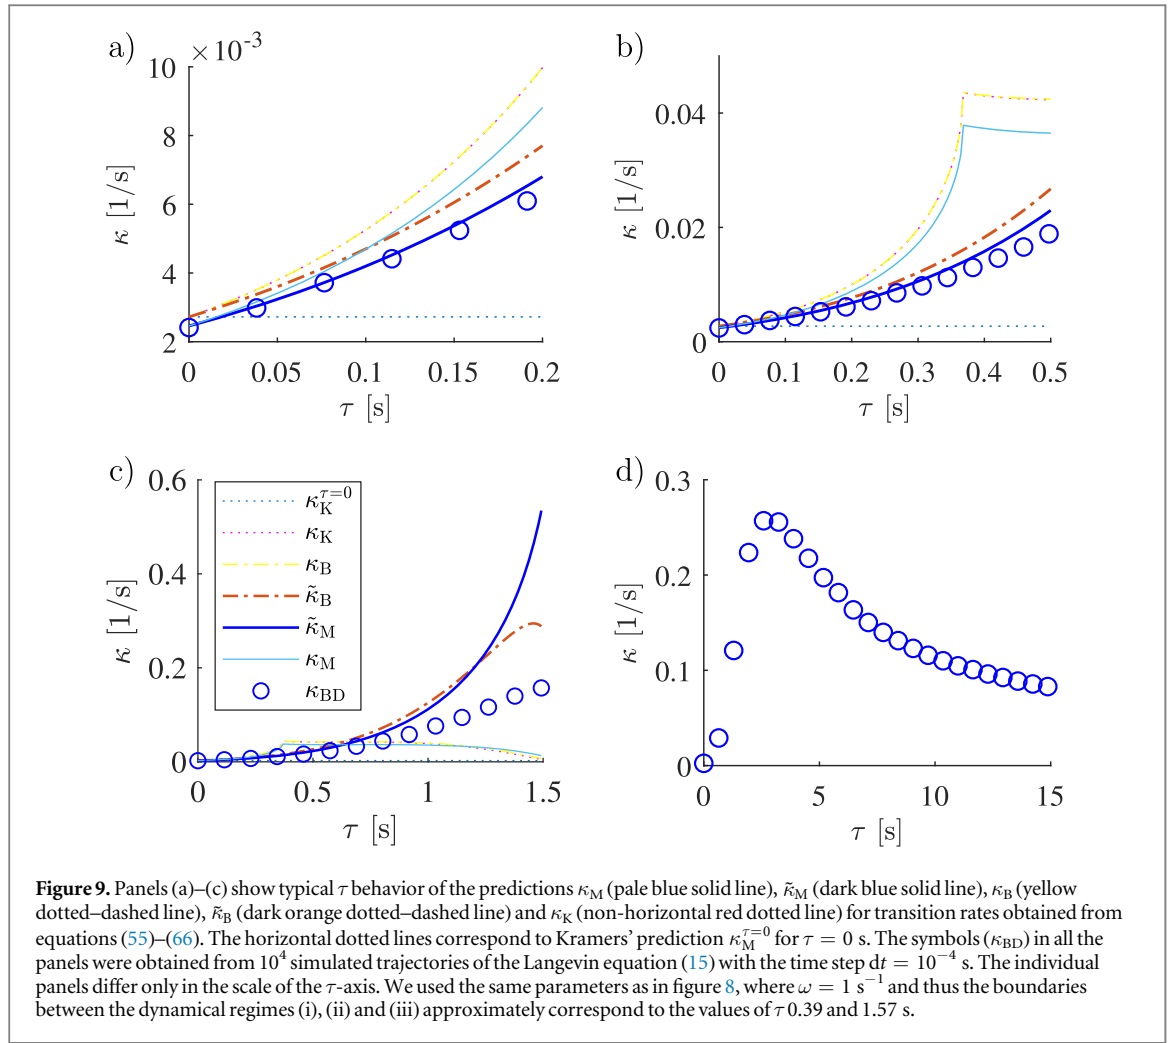 a)
×10⁻³
10
8
6
4
2
κ [1/s]
0 0.05 0.1 0.15 0.2
τ [s]
b)
0.04
0.02
0
κ [1/s]
0 0.1 0.2 0.3 0.4 0.5
τ [s]
c)
0.6
0.4
0.2
0
κ [1/s]
κ_K^{τ=0}
κ_K
κ_B
κ̃_B
κ̃_M
κ_M
κ_BD
0 0.5 1 1.5
τ [s]
d)
0.3
0.2
0.1
0
κ [1/s]
0 5 10 15
τ [s]
Figure 9. Panels (a)–(c) show typical τ behavior of the predictions κ_M (pale blue solid line), κ̃_M (dark blue solid line), κ_B (yellow
dotted–dashed line), κ̃_B (dark orange dotted–dashed line) and κ_K (non-horizontal red dotted line) for transition rates obtained from
equations (55)–(66). The horizontal dotted lines correspond to Kramers' prediction κ_M^{τ=0} for τ = 0 s. The symbols (κ_BD) in all the
panels were obtained from 10⁴ simulated trajectories of the Langevin equation (15) with the time step dt = 10⁻⁴ s. The individual
panels differ only in the scale of the τ-axis. We used the same parameters as in figure 8, where ω = 1 s⁻¹ and thus the boundaries
between the dynamical regimes (i), (ii) and (iii) approximately correspond to the values of τ 0.39 and 1.57 s.